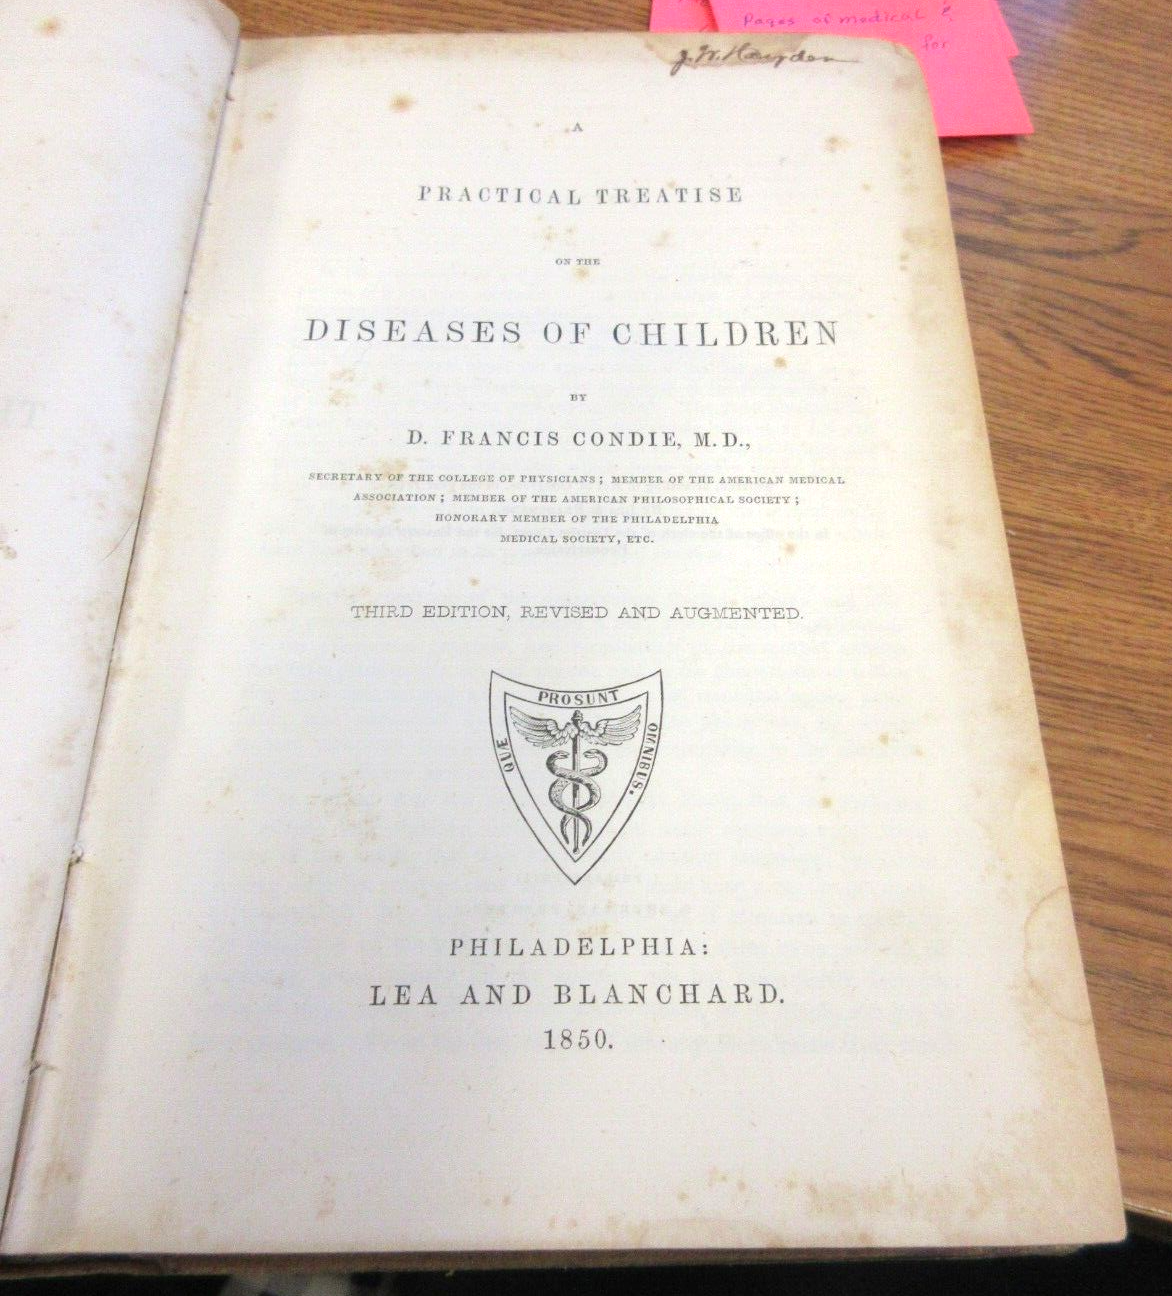 Pages of medical &
for
J. W. Hayden
A
PRACTICAL TREATISE
ON THE
DISEASES OF CHILDREN
BY
D. FRANCIS CONDIE, M.D.,
SECRETARY OF THE COLLEGE OF PHYSICIANS; MEMBER OF THE AMERICAN MEDICAL
ASSOCIATION; MEMBER OF THE AMERICAN PHILOSOPHICAL SOCIETY;
HONORARY MEMBER OF THE PHILADELPHIA
MEDICAL SOCIETY, ETC.
THIRD EDITION, REVISED AND AUGMENTED.
QUÆ PROSUNT OMNIBUS.
PHILADELPHIA:
LEA AND BLANCHARD.
1850.